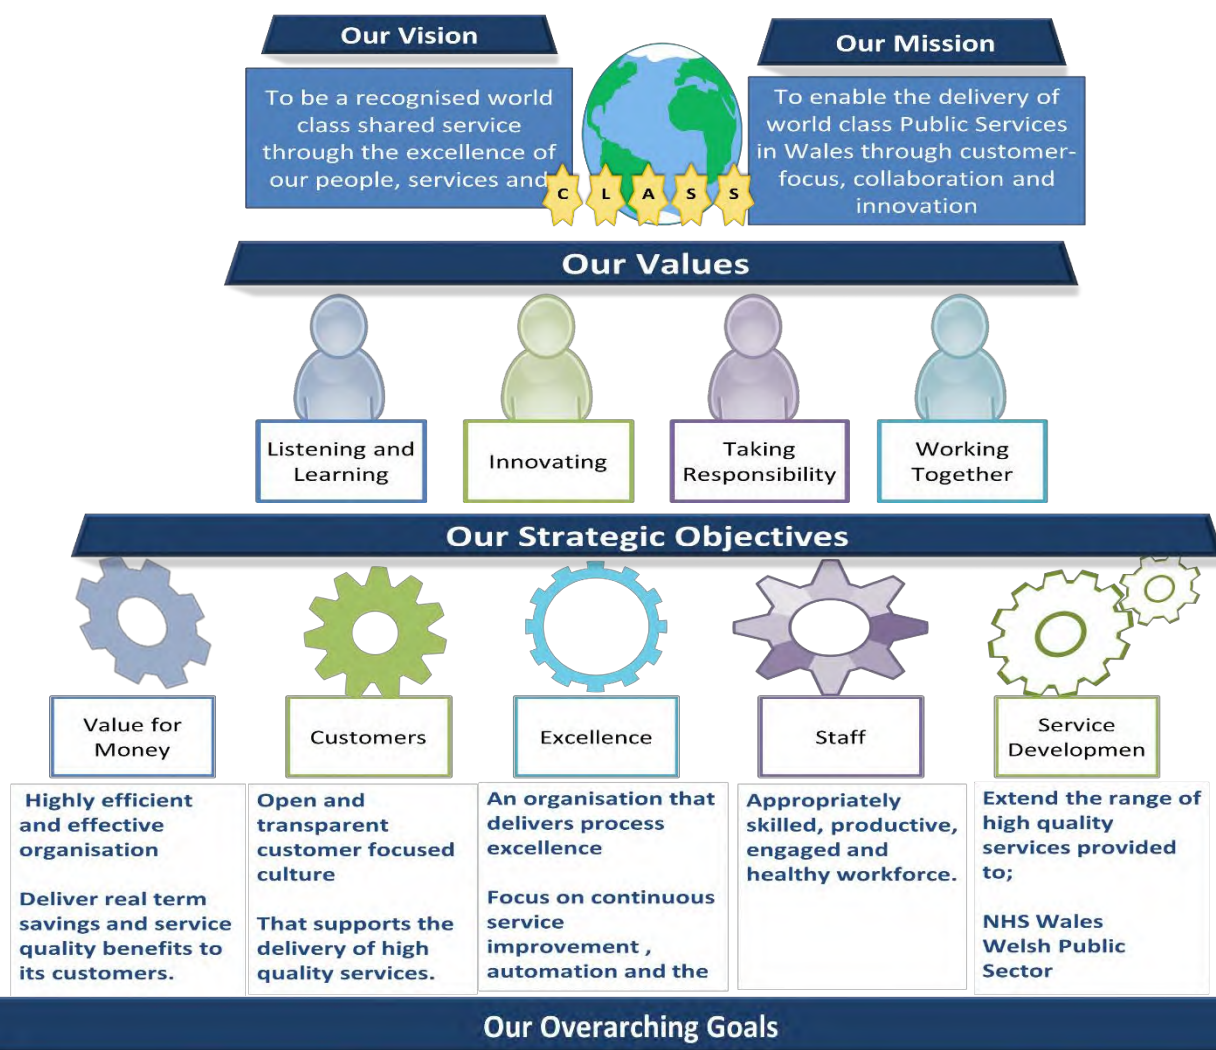 Our Vision
To be a recognised world
class shared service
through the excellence of
our people, services and
C L A S S
Our Mission
To enable the delivery of
world class Public Services
in Wales through customer-
focus, collaboration and
innovation
Our Values
Listening and
Learning
Innovating
Taking
Responsibility
Working
Together
Our Strategic Objectives
Value for
Money
Customers
Excellence
Staff
Service
Developmen
Highly efficient
and effective
organisation
Deliver real term
savings and service
quality benefits to
its customers.
Open and
transparent
customer focused
culture
That supports the
delivery of high
quality services.
An organisation that
delivers process
excellence
Focus on continuous
service
improvement ,
automation and the
Appropriately
skilled, productive,
engaged and
healthy workforce.
Extend the range of
high quality
services provided
to;
NHS Wales
Welsh Public
Sector
Our Overarching Goals